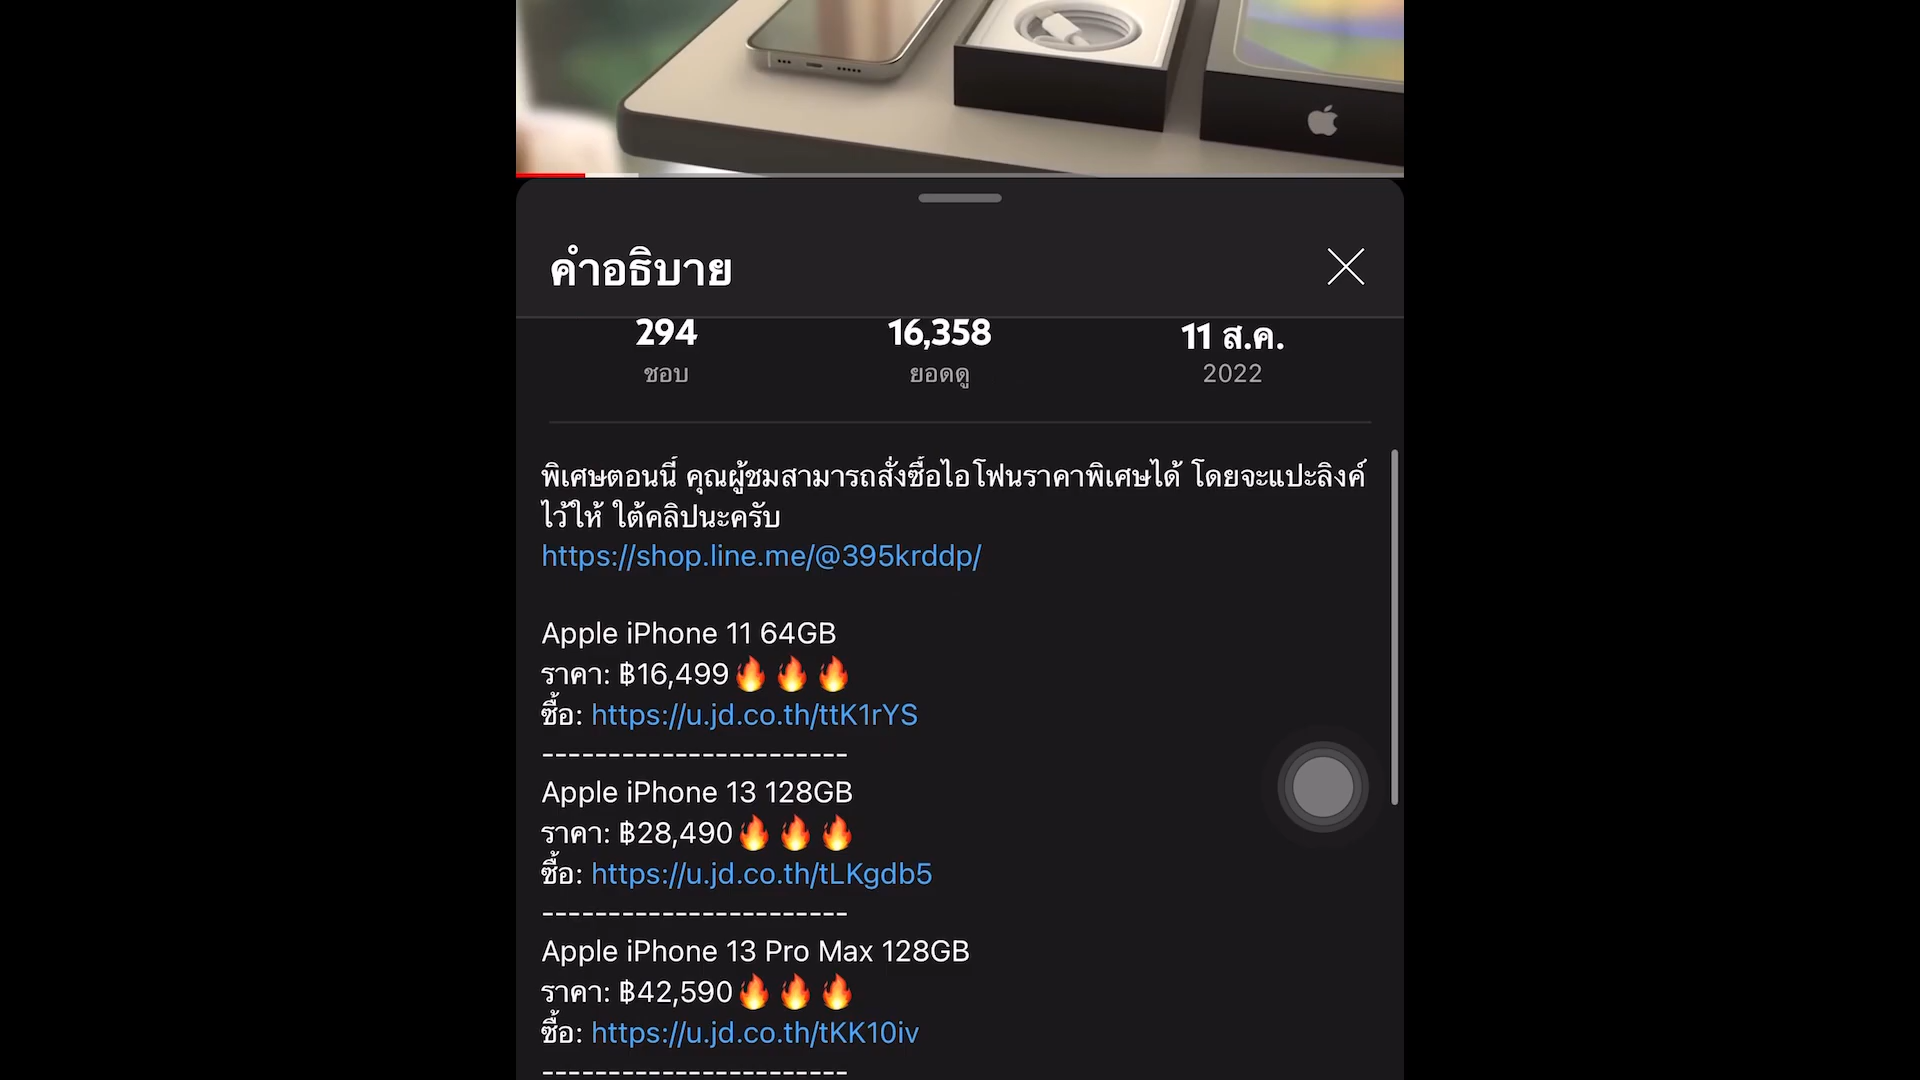 คำอธิบาย
294 16,358 11 ส.ค.
ชอบ ยอดดู 2022
พิเศษตอนนี้ คุณผู้ชมสามารถสั่งซื้อไอโฟนราคาพิเศษได้ โดยจะแปะลิงค์
ไว้ให้ ใต้คลิปนะครับ
https://shop.line.me/@395krddp/
Apple iPhone 11 64GB
ราคา: ฿16,499🔥🔥🔥
ซื้อ: https://u.jd.co.th/ttK1rYS
-----------------------
Apple iPhone 13 128GB
ราคา: ฿28,490🔥🔥🔥
ซื้อ: https://u.jd.co.th/tLKgdb5
-----------------------
Apple iPhone 13 Pro Max 128GB
ราคา: ฿42,590🔥🔥🔥
ซื้อ: https://u.jd.co.th/tKK10iv
-----------------------